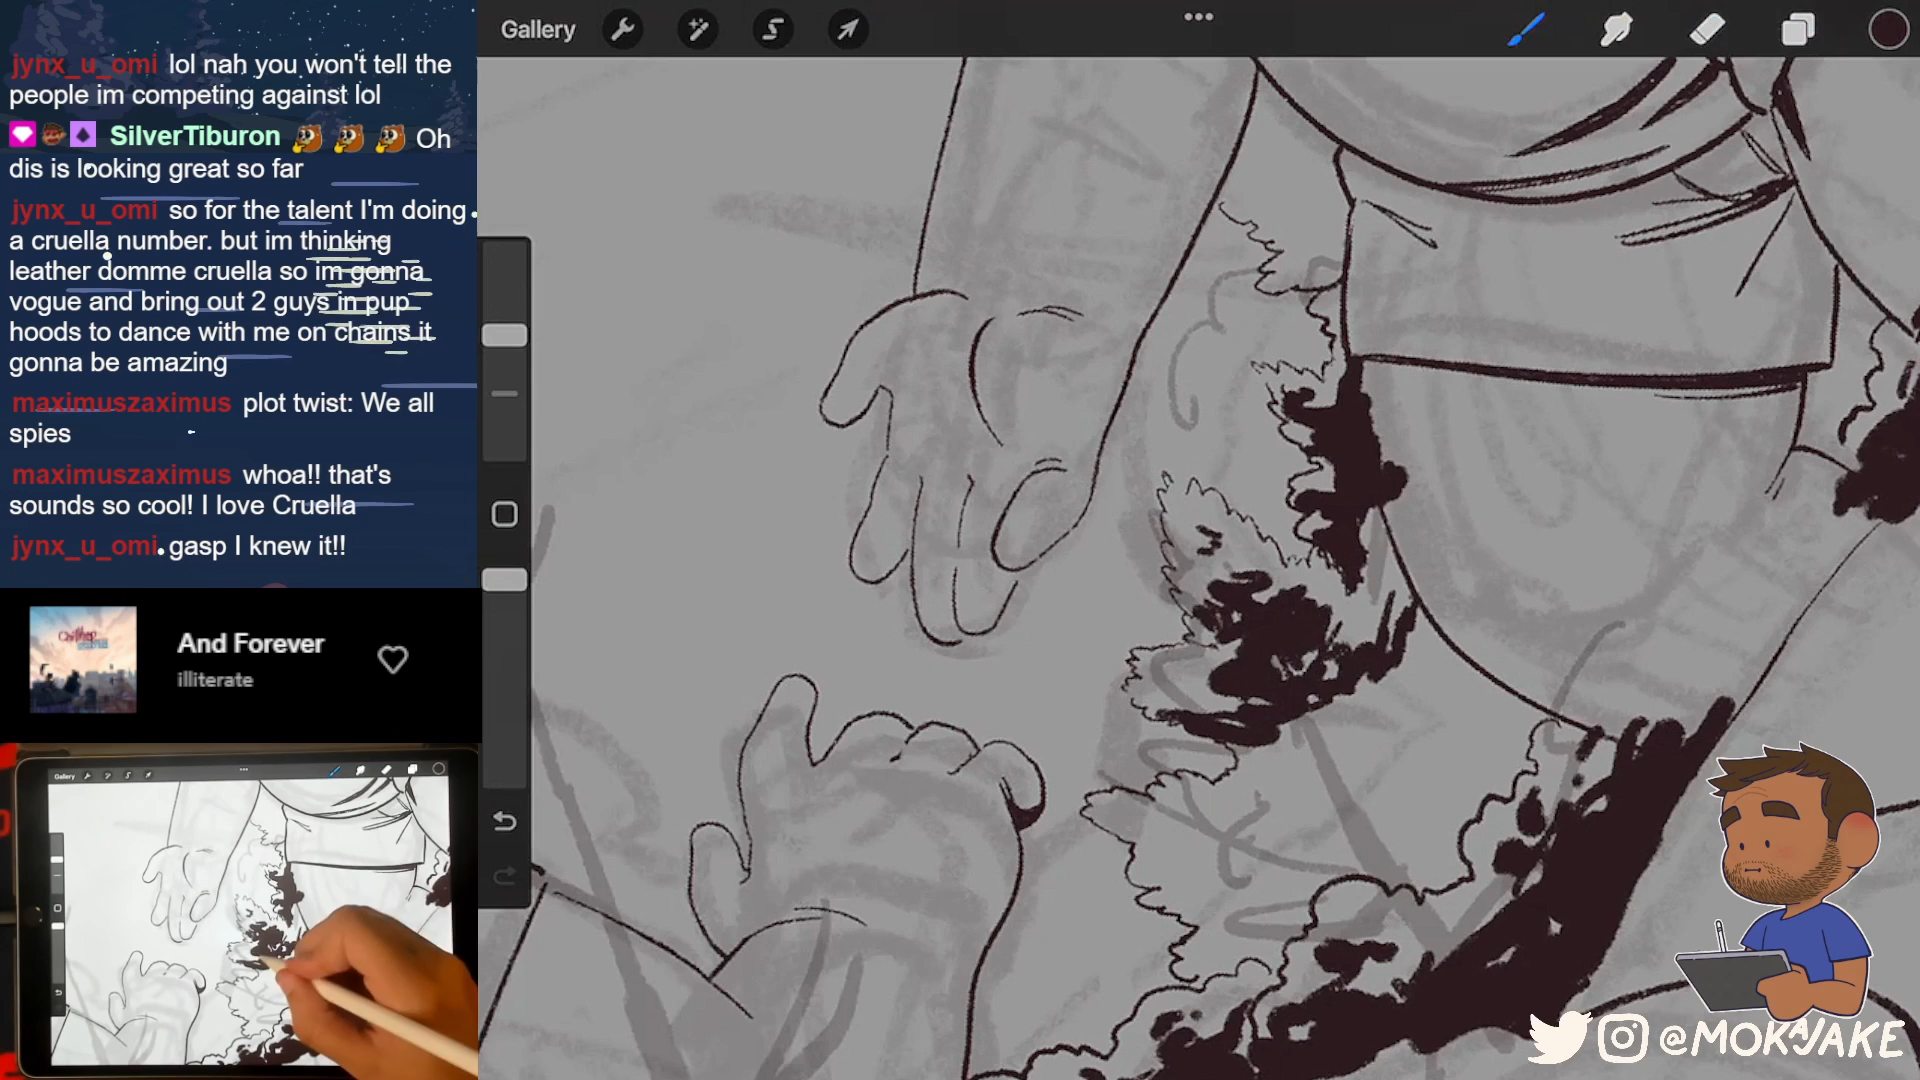 Gallery
jynx_u_omi lol nah you won't tell the
people im competing against lol
SilverTiburon Oh
dis is looking great so far
jynx_u_omi so for the talent I'm doing
a cruella number. but im thinking
leather domme cruella so im gonna
vogue and bring out 2 guys in pup
hoods to dance with me on chains it
gonna be amazing
maximuszaximus plot twist: We all
spies
maximuszaximus whoa!! that's
sounds so cool! I love Cruella
jynx_u_omi gasp I knew it!!
And Forever
illiterate
Gallery
@MOKAJAKE